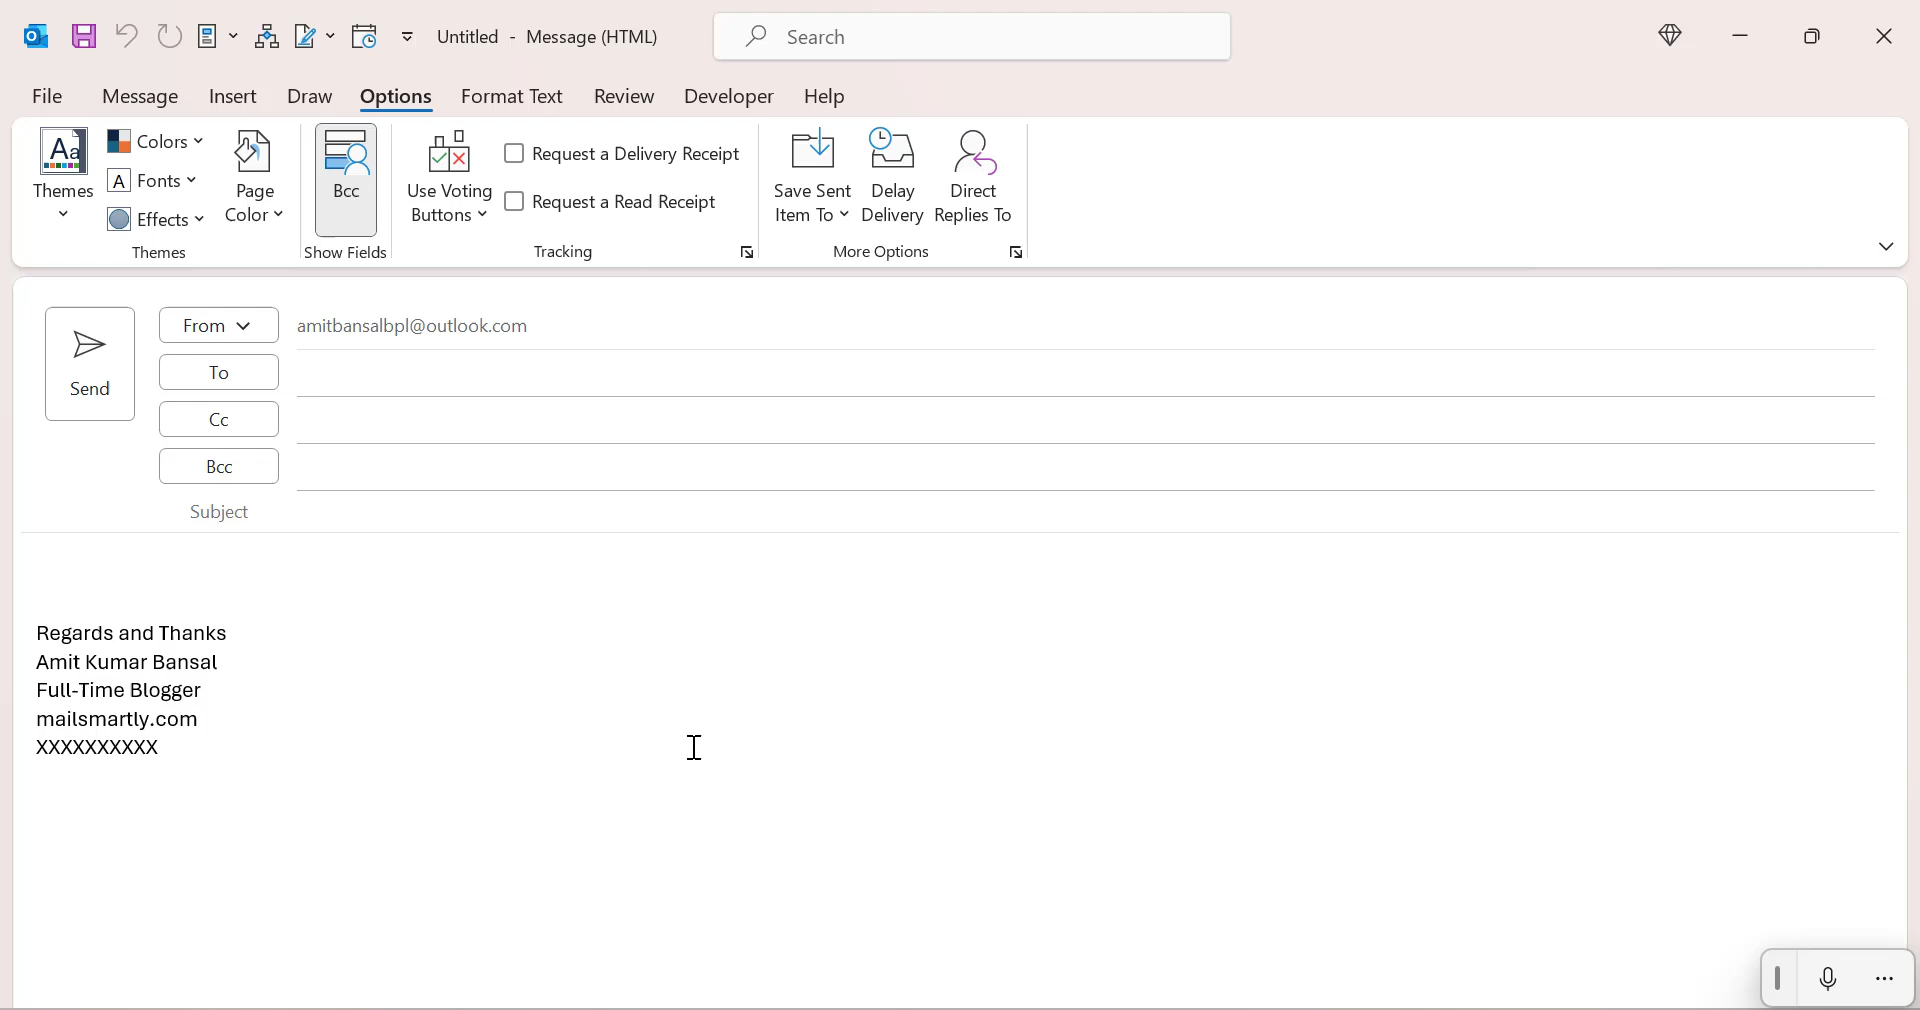 Untitled - Message (HTML)
Search
File Message Insert Draw Options Format Text Review Developer Help
Themes
Colors
Fonts
Effects
Page Color
Themes
Bcc
Show Fields
Use Voting Buttons
Request a Delivery Receipt
Request a Read Receipt
Tracking
Save Sent Item To
Delay Delivery
Direct Replies To
More Options
Send
From amitbansalbpl@outlook.com
To
Cc
Bcc
Subject
Regards and Thanks
Amit Kumar Bansal
Full-Time Blogger
mailsmartly.com
XXXXXXXXXX